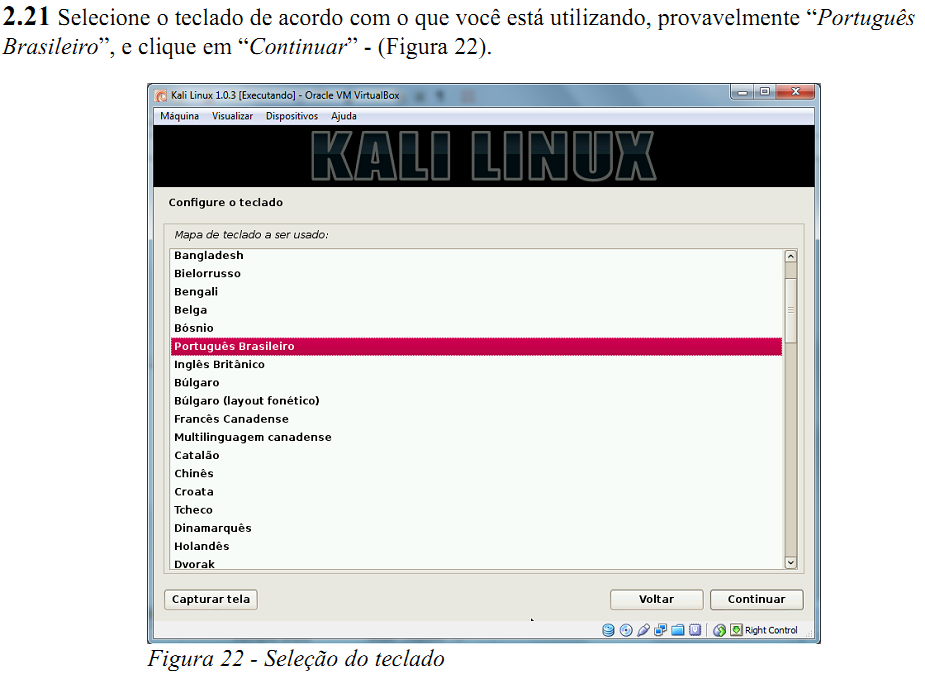 2.21 Selecione o teclado de acordo com o que você está utilizando, provavelmente “Português
Brasileiro”, e clique em “Continuar” - (Figura 22).
Kali Linux 1.0.3 [Executando] - Oracle VM VirtualBox
Máquina Visualizar Dispositivos Ajuda
KALI LINUX
Configure o teclado
Mapa de teclado a ser usado:
Bangladesh
Bielorrusso
Bengali
Belga
Bósnio
Português Brasileiro
Inglês Britânico
Búlgaro
Búlgaro (layout fonético)
Francês Canadense
Multilinguagem canadense
Catalão
Chinês
Croata
Tcheco
Dinamarquês
Holandês
Dvorak
Capturar tela Voltar Continuar
Right Control
Figura 22 - Seleção do teclado